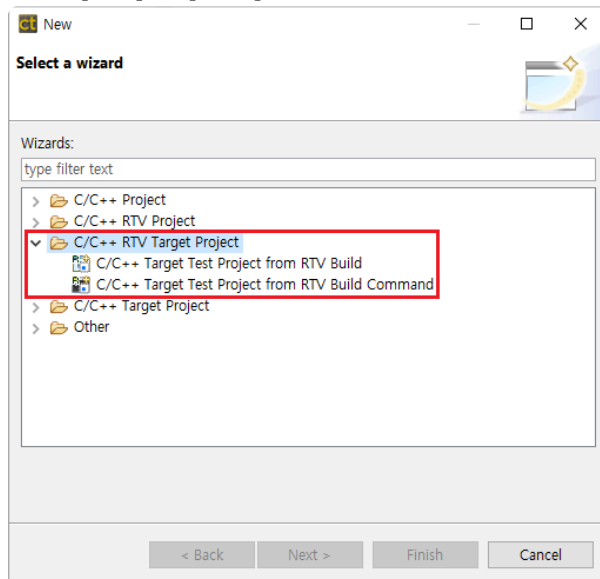 ct New
Select a wizard
Wizards:
type filter text
C/C++ Project
C/C++ RTV Project
C/C++ RTV Target Project
C/C++ Target Test Project from RTV Build
C/C++ Target Test Project from RTV Build Command
C/C++ Target Project
Other
< Back Next > Finish Cancel